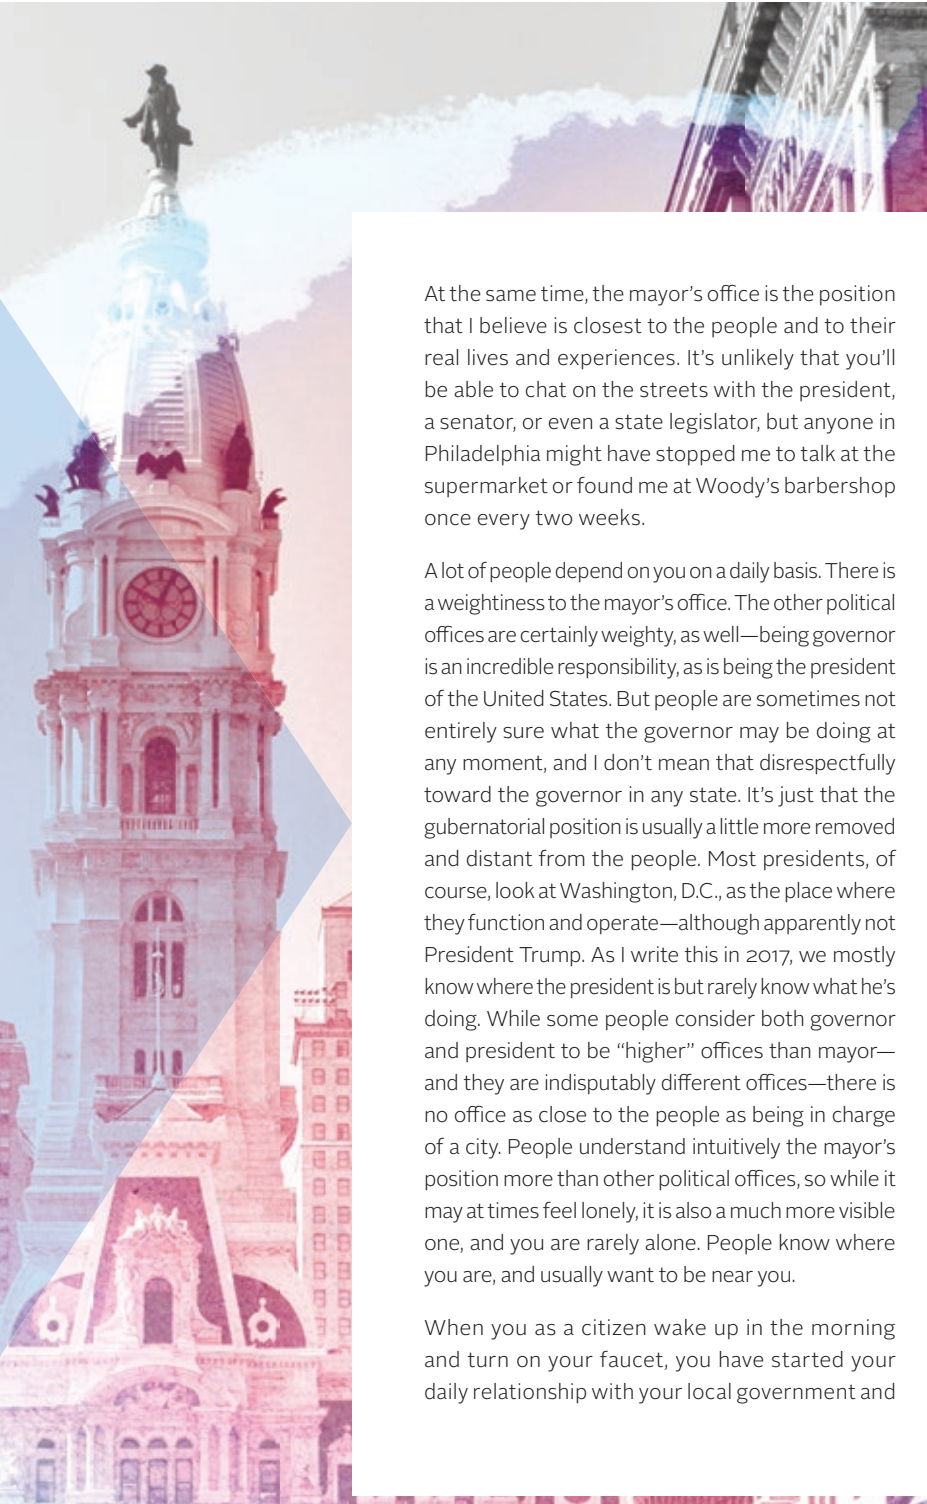 At the same time, the mayor’s office is the position
that I believe is closest to the people and to their
real lives and experiences. It’s unlikely that you’ll
be able to chat on the streets with the president,
a senator, or even a state legislator, but anyone in
Philadelphia might have stopped me to talk at the
supermarket or found me at Woody’s barbershop
once every two weeks.
A lot of people depend on you on a daily basis. There is
a weightiness to the mayor’s office. The other political
offices are certainly weighty, as well—being governor
is an incredible responsibility, as is being the president
of the United States. But people are sometimes not
entirely sure what the governor may be doing at
any moment, and I don’t mean that disrespectfully
toward the governor in any state. It’s just that the
gubernatorial position is usually a little more removed
and distant from the people. Most presidents, of
course, look at Washington, D.C., as the place where
they function and operate—although apparently not
President Trump. As I write this in 2017, we mostly
know where the president is but rarely know what he’s
doing. While some people consider both governor
and president to be “higher” offices than mayor—
and they are indisputably different offices—there is
no office as close to the people as being in charge
of a city. People understand intuitively the mayor’s
position more than other political offices, so while it
may at times feel lonely, it is also a much more visible
one, and you are rarely alone. People know where
you are, and usually want to be near you.
When you as a citizen wake up in the morning
and turn on your faucet, you have started your
daily relationship with your local government and